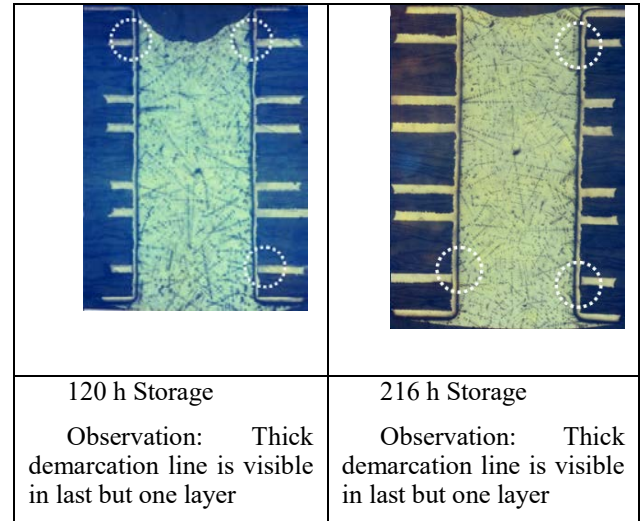 120 h Storage
Observation: Thick
demarcation line is visible
in last but one layer
216 h Storage
Observation: Thick
demarcation line is visible
in last but one layer